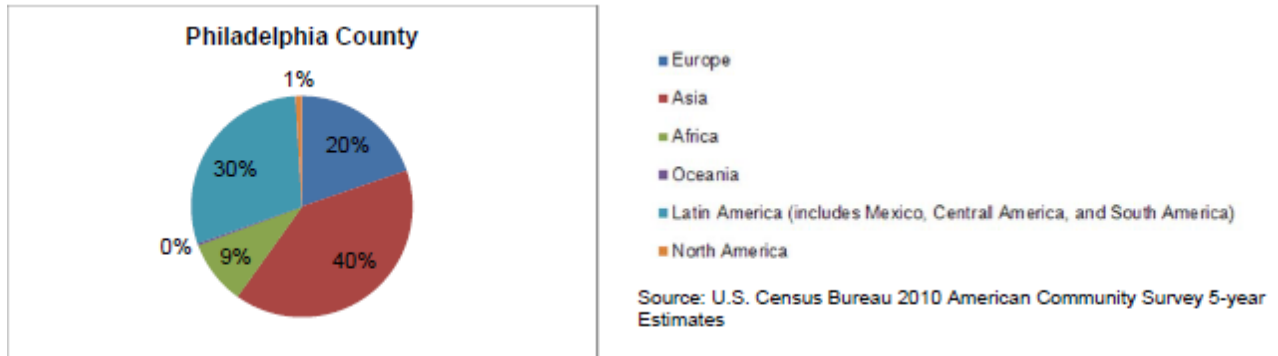 Philadelphia County
1%
20%
30%
0%
9%
40%
Europe
Asia
Africa
Oceania
Latin America (includes Mexico, Central America, and South America)
North America
Source: U.S. Census Bureau 2010 American Community Survey 5-year
Estimates